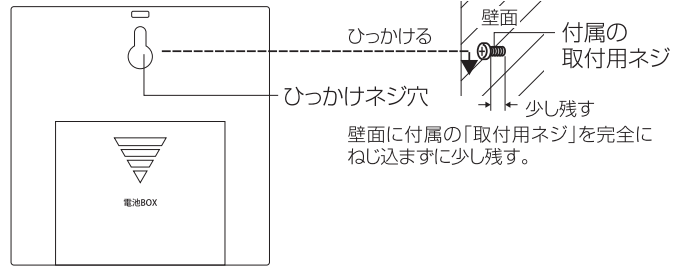 壁面
ひっかける
付属の
取付用ネジ
ひっかけネジ穴
少し残す
壁面に付属の「取付用ネジ」を完全に
ねじ込まずに少し残す。
電池BOX